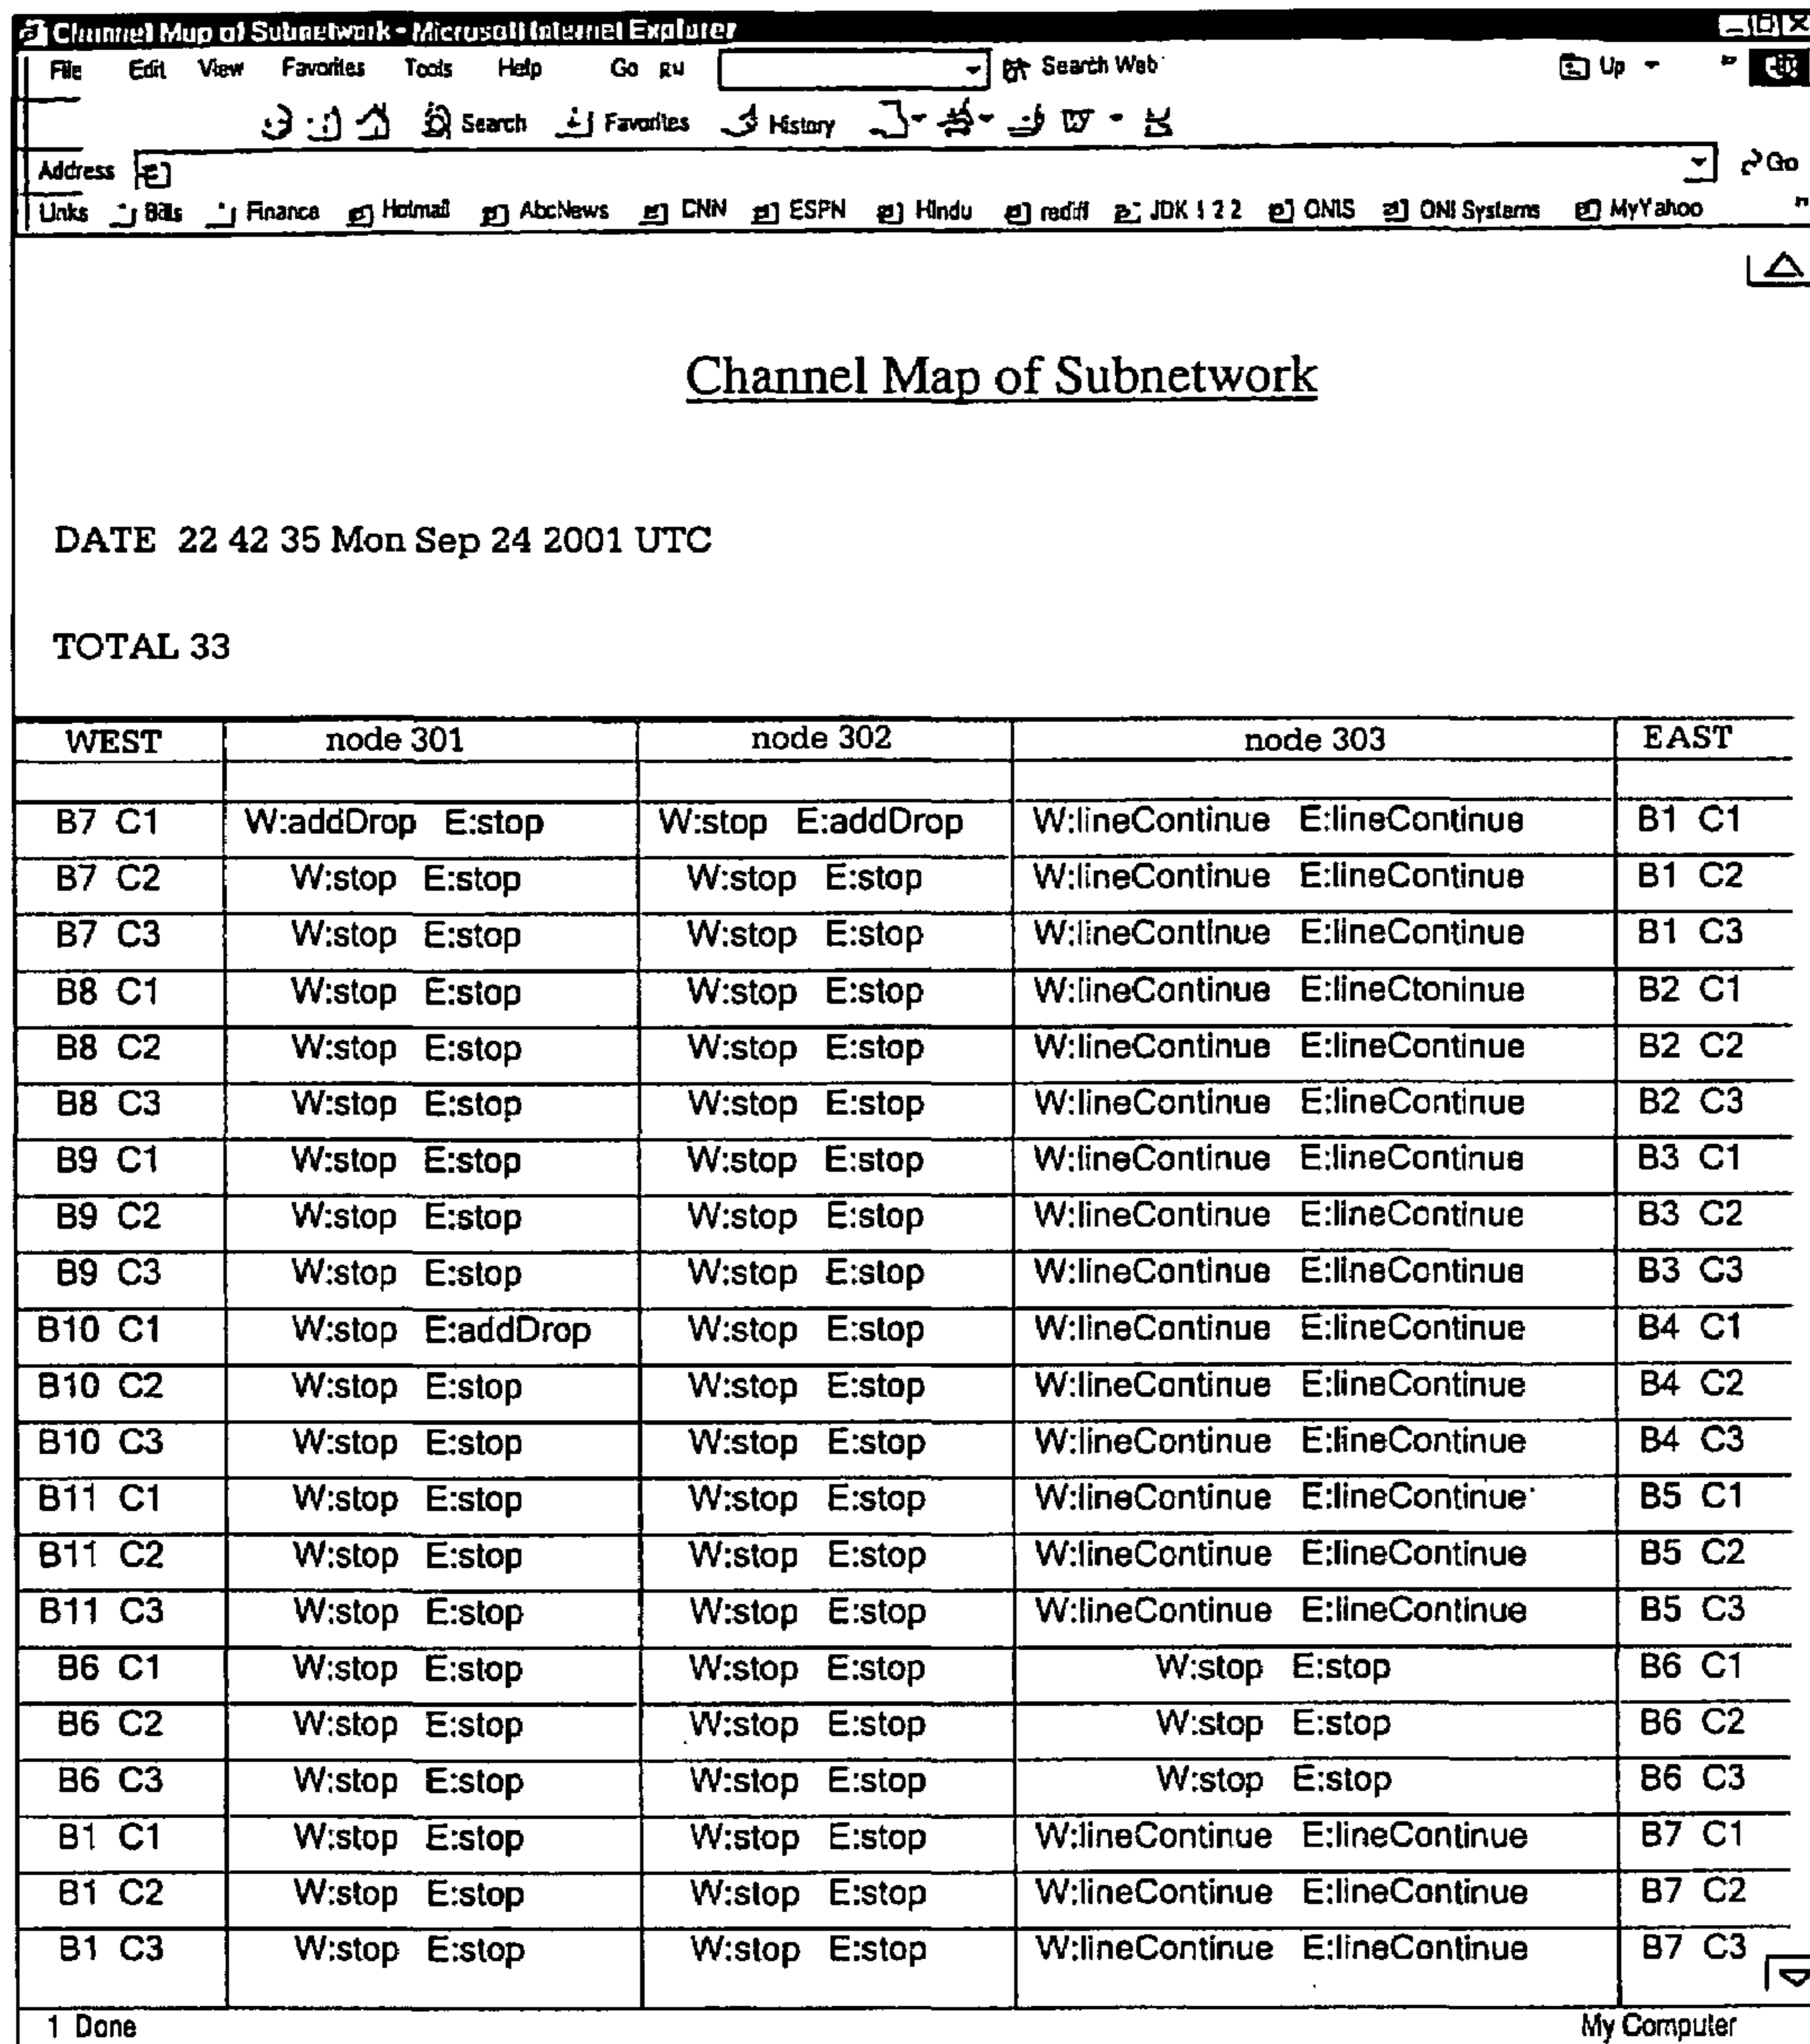 Channel Map of Subnetwork - Microsoft Internet Explorer
File Edit View Favorites Tools Help Go Search Web Up
Search Favorites History
Address Go
Links Bills Finance Hotmail AbcNews CNN ESPN Hindu rediff JDK 1 2 2 ONIS ONI Systems MyYahoo
Channel Map of Subnetwork
DATE 22 42 35 Mon Sep 24 2001 UTC
TOTAL 33
WEST node 301 node 302 node 303 EAST
B7 C1 W:addDrop E:stop W:stop E:addDrop W:lineContinue E:lineContinue B1 C1
B7 C2 W:stop E:stop W:stop E:stop W:lineContinue E:lineContinue B1 C2
B7 C3 W:stop E:stop W:stop E:stop W:lineContinue E:lineContinue B1 C3
B8 C1 W:stop E:stop W:stop E:stop W:lineContinue E:lineCtoninue B2 C1
B8 C2 W:stop E:stop W:stop E:stop W:lineContinue E:lineContinue B2 C2
B8 C3 W:stop E:stop W:stop E:stop W:lineContinue E:lineContinue B2 C3
B9 C1 W:stop E:stop W:stop E:stop W:lineContinue E:lineContinue B3 C1
B9 C2 W:stop E:stop W:stop E:stop W:lineContinue E:lineContinue B3 C2
B9 C3 W:stop E:stop W:stop E:stop W:lineContinue E:lineContinue B3 C3
B10 C1 W:stop E:addDrop W:stop E:stop W:lineContinue E:lineContinue B4 C1
B10 C2 W:stop E:stop W:stop E:stop W:lineContinue E:lineContinue B4 C2
B10 C3 W:stop E:stop W:stop E:stop W:lineContinue E:lineContinue B4 C3
B11 C1 W:stop E:stop W:stop E:stop W:lineContinue E:lineContinue B5 C1
B11 C2 W:stop E:stop W:stop E:stop W:lineContinue E:lineContinue B5 C2
B11 C3 W:stop E:stop W:stop E:stop W:lineContinue E:lineContinue B5 C3
B6 C1 W:stop E:stop W:stop E:stop W:stop E:stop B6 C1
B6 C2 W:stop E:stop W:stop E:stop W:stop E:stop B6 C2
B6 C3 W:stop E:stop W:stop E:stop W:stop E:stop B6 C3
B1 C1 W:stop E:stop W:stop E:stop W:lineContinue E:lineContinue B7 C1
B1 C2 W:stop E:stop W:stop E:stop W:lineContinue E:lineContinue B7 C2
B1 C3 W:stop E:stop W:stop E:stop W:lineContinue E:lineContinue B7 C3
1 Done My Computer